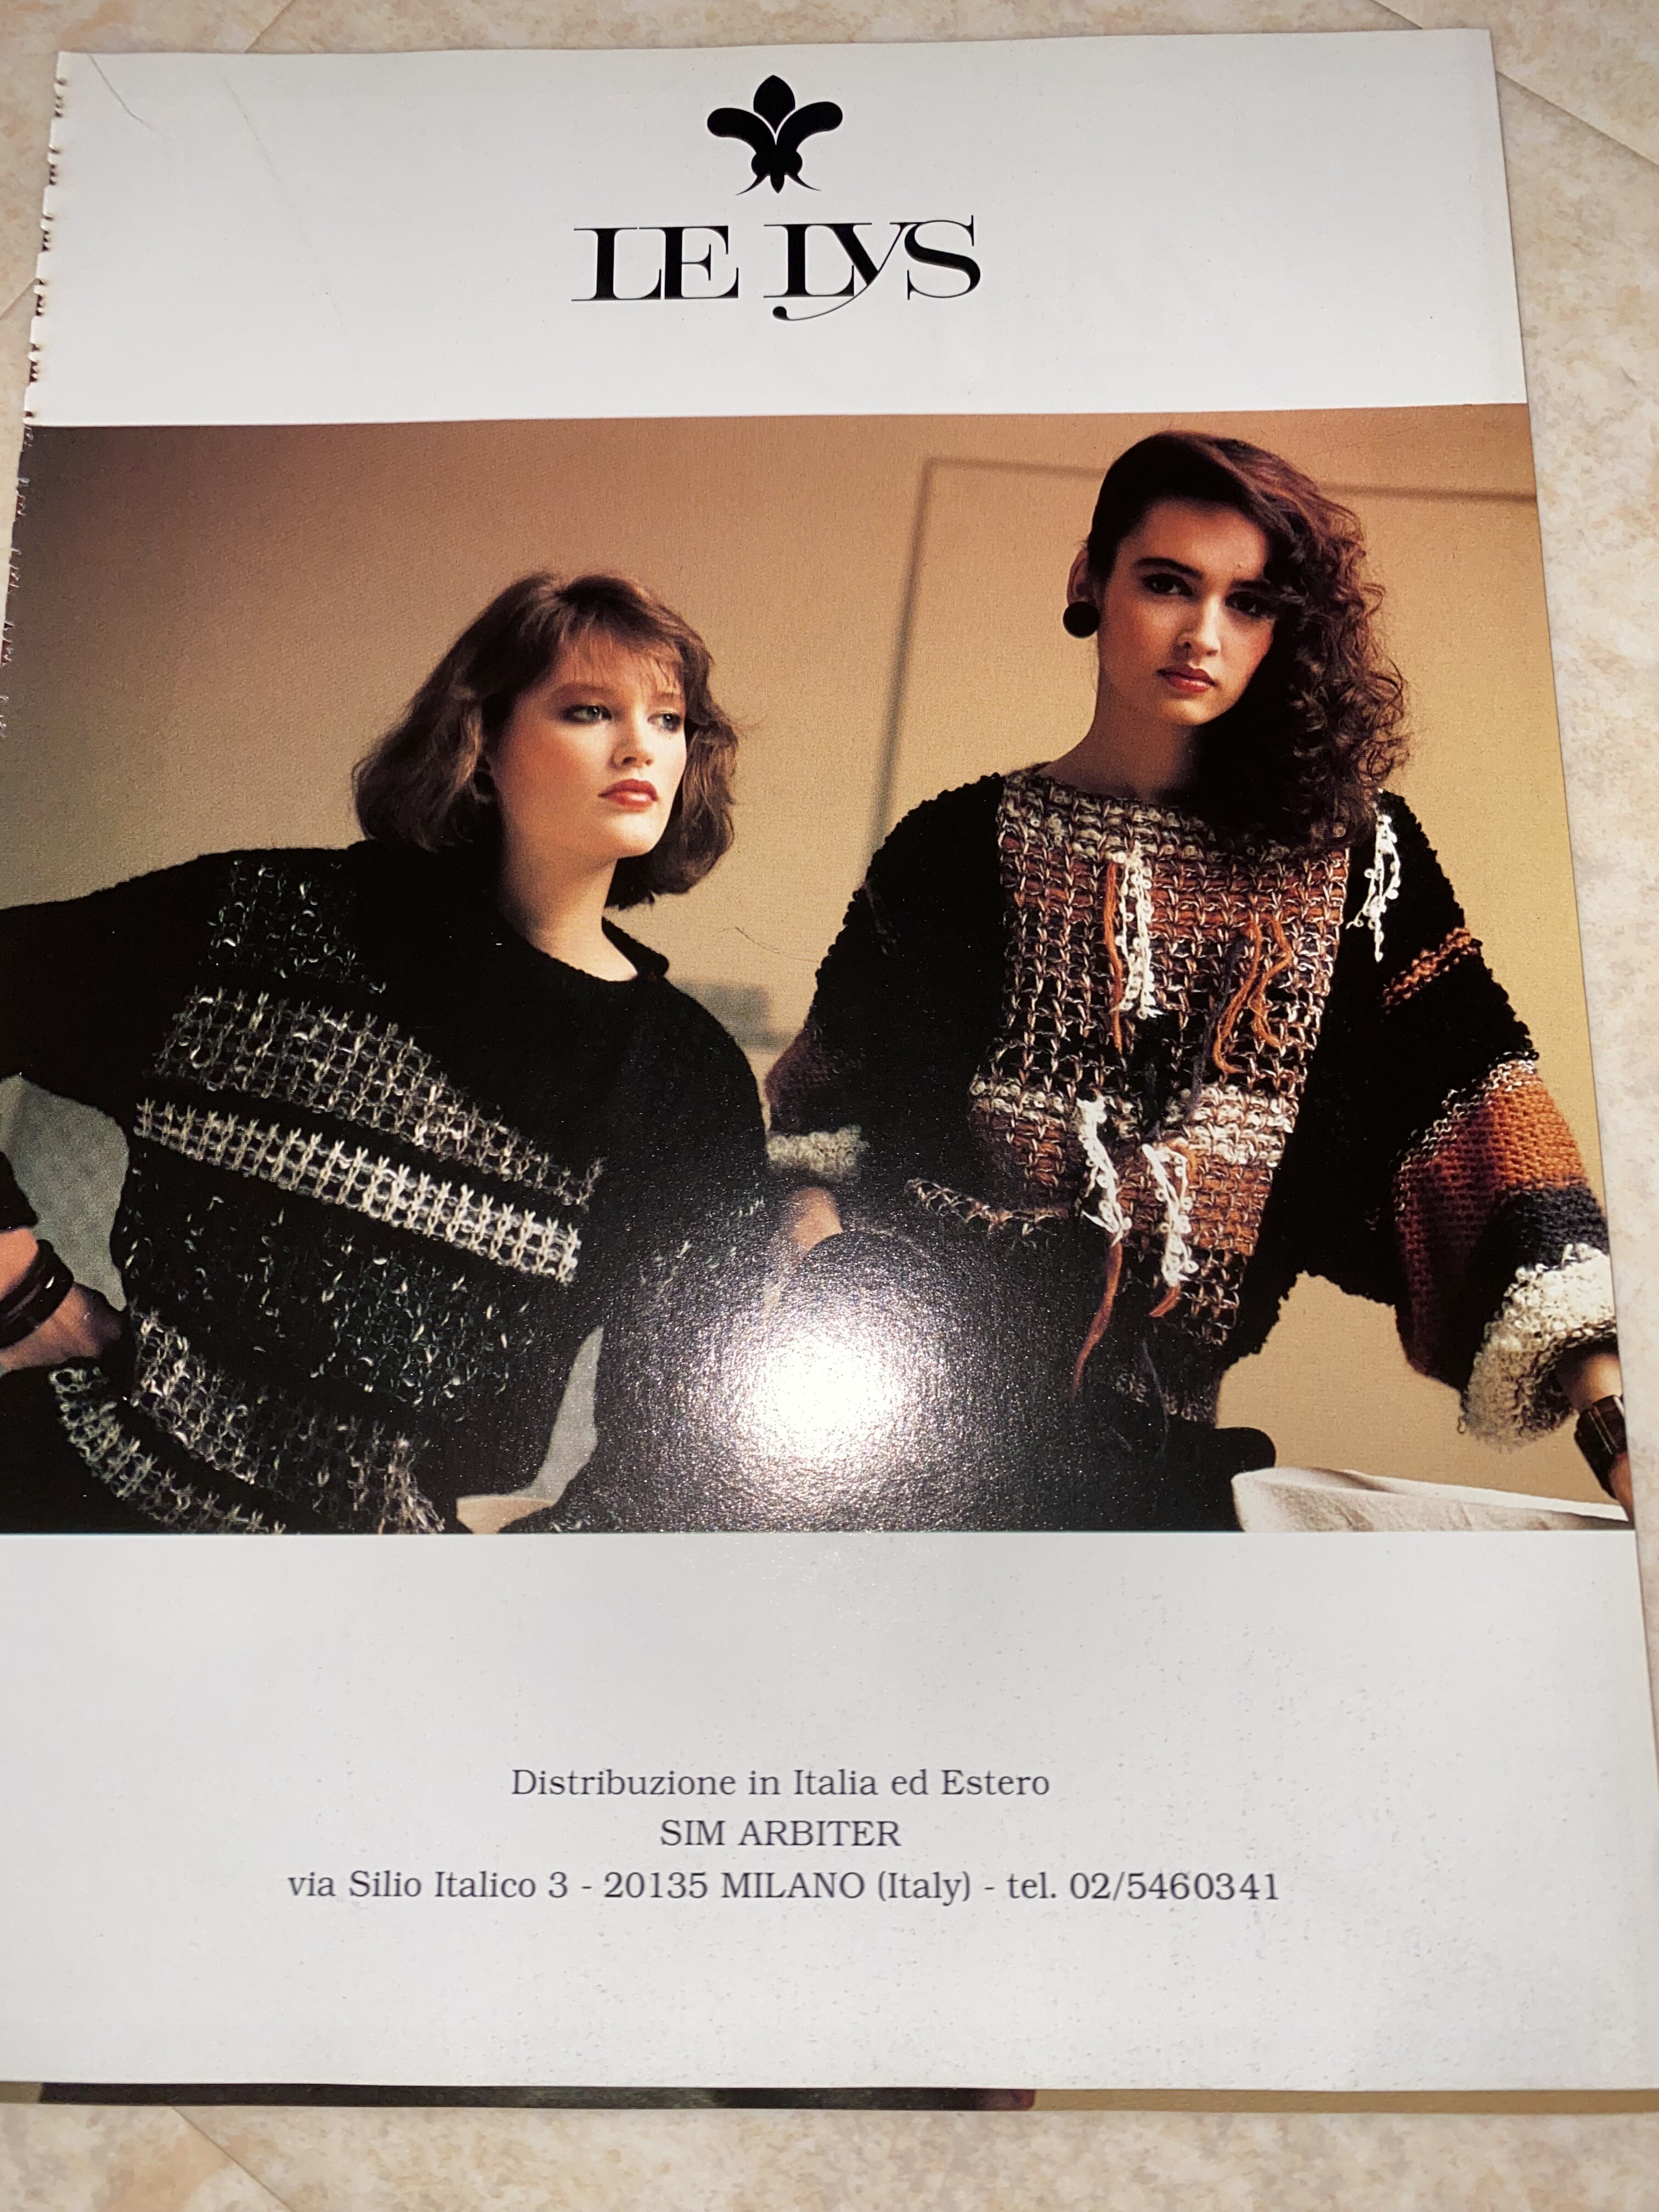 LE LYS
Distribuzione in Italia ed Estero
SIM ARBITER
via Silio Italico 3 - 20135 MILANO (Italy) - tel. 02/5460341